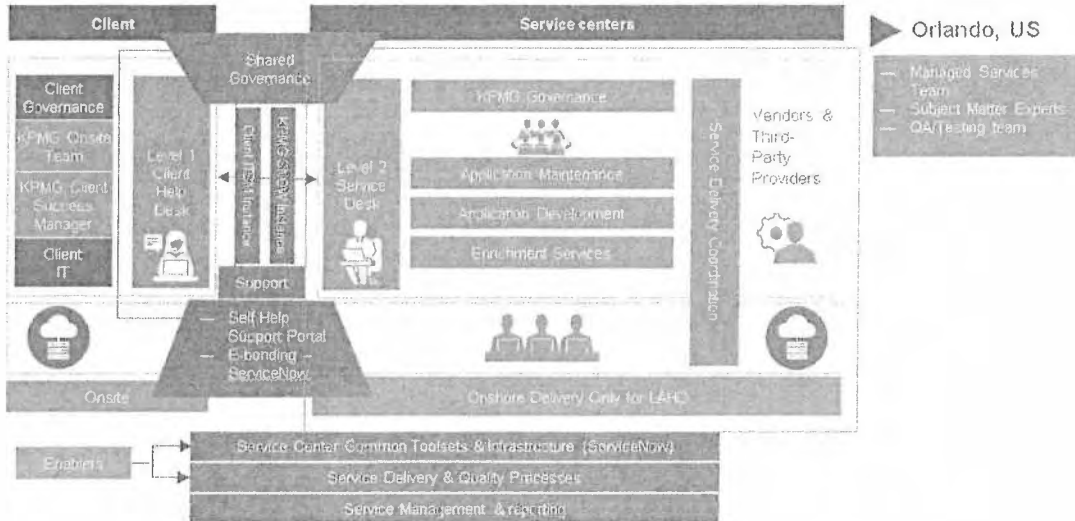 Client
Service centers
Shared
Governance
Orlando, US
— Managed Services
Team
— Subject Matter Experts
— QA/Testing team
Client
Governance
KPMG Onsite
Team
KPMG Client
Success
Manager
Client
IT
Level 1
Client
Help
Desk
Client ITSM Instance
KPMG SNOW Instance
Level 2
Service
Desk
KPMG Governance
Application Maintenance
Application Development
Enrichment Services
Service Delivery Coordination
Vendors &
Third-
Party
Providers
Support
— Self Help
Support Portal
— E-bonding –
ServiceNow
Onsite
Onshore Delivery Only for LAHD
Enablers
Service Center Common Toolsets & Infrastructure (ServiceNow)
Service Delivery & Quality Processes
Service Management & reporting